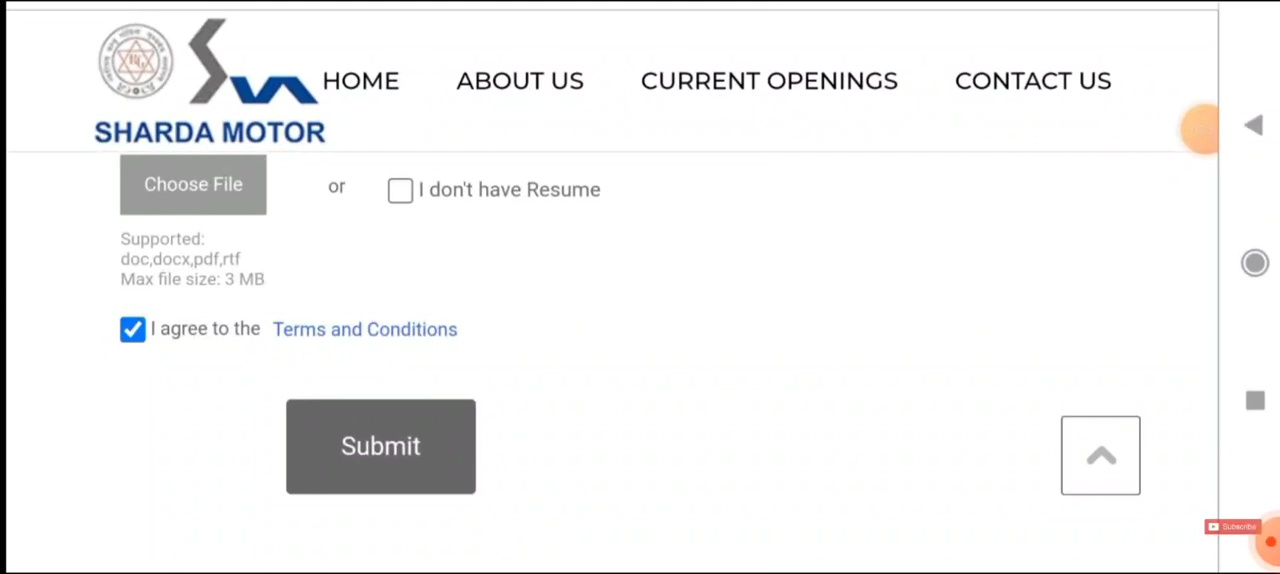 HOME ABOUT US CURRENT OPENINGS CONTACT US
SHARDA MOTOR
Choose File or I don't have Resume
Supported:
doc,docx,pdf,rtf
Max file size: 3 MB
I agree to the Terms and Conditions
Submit
Subscribe